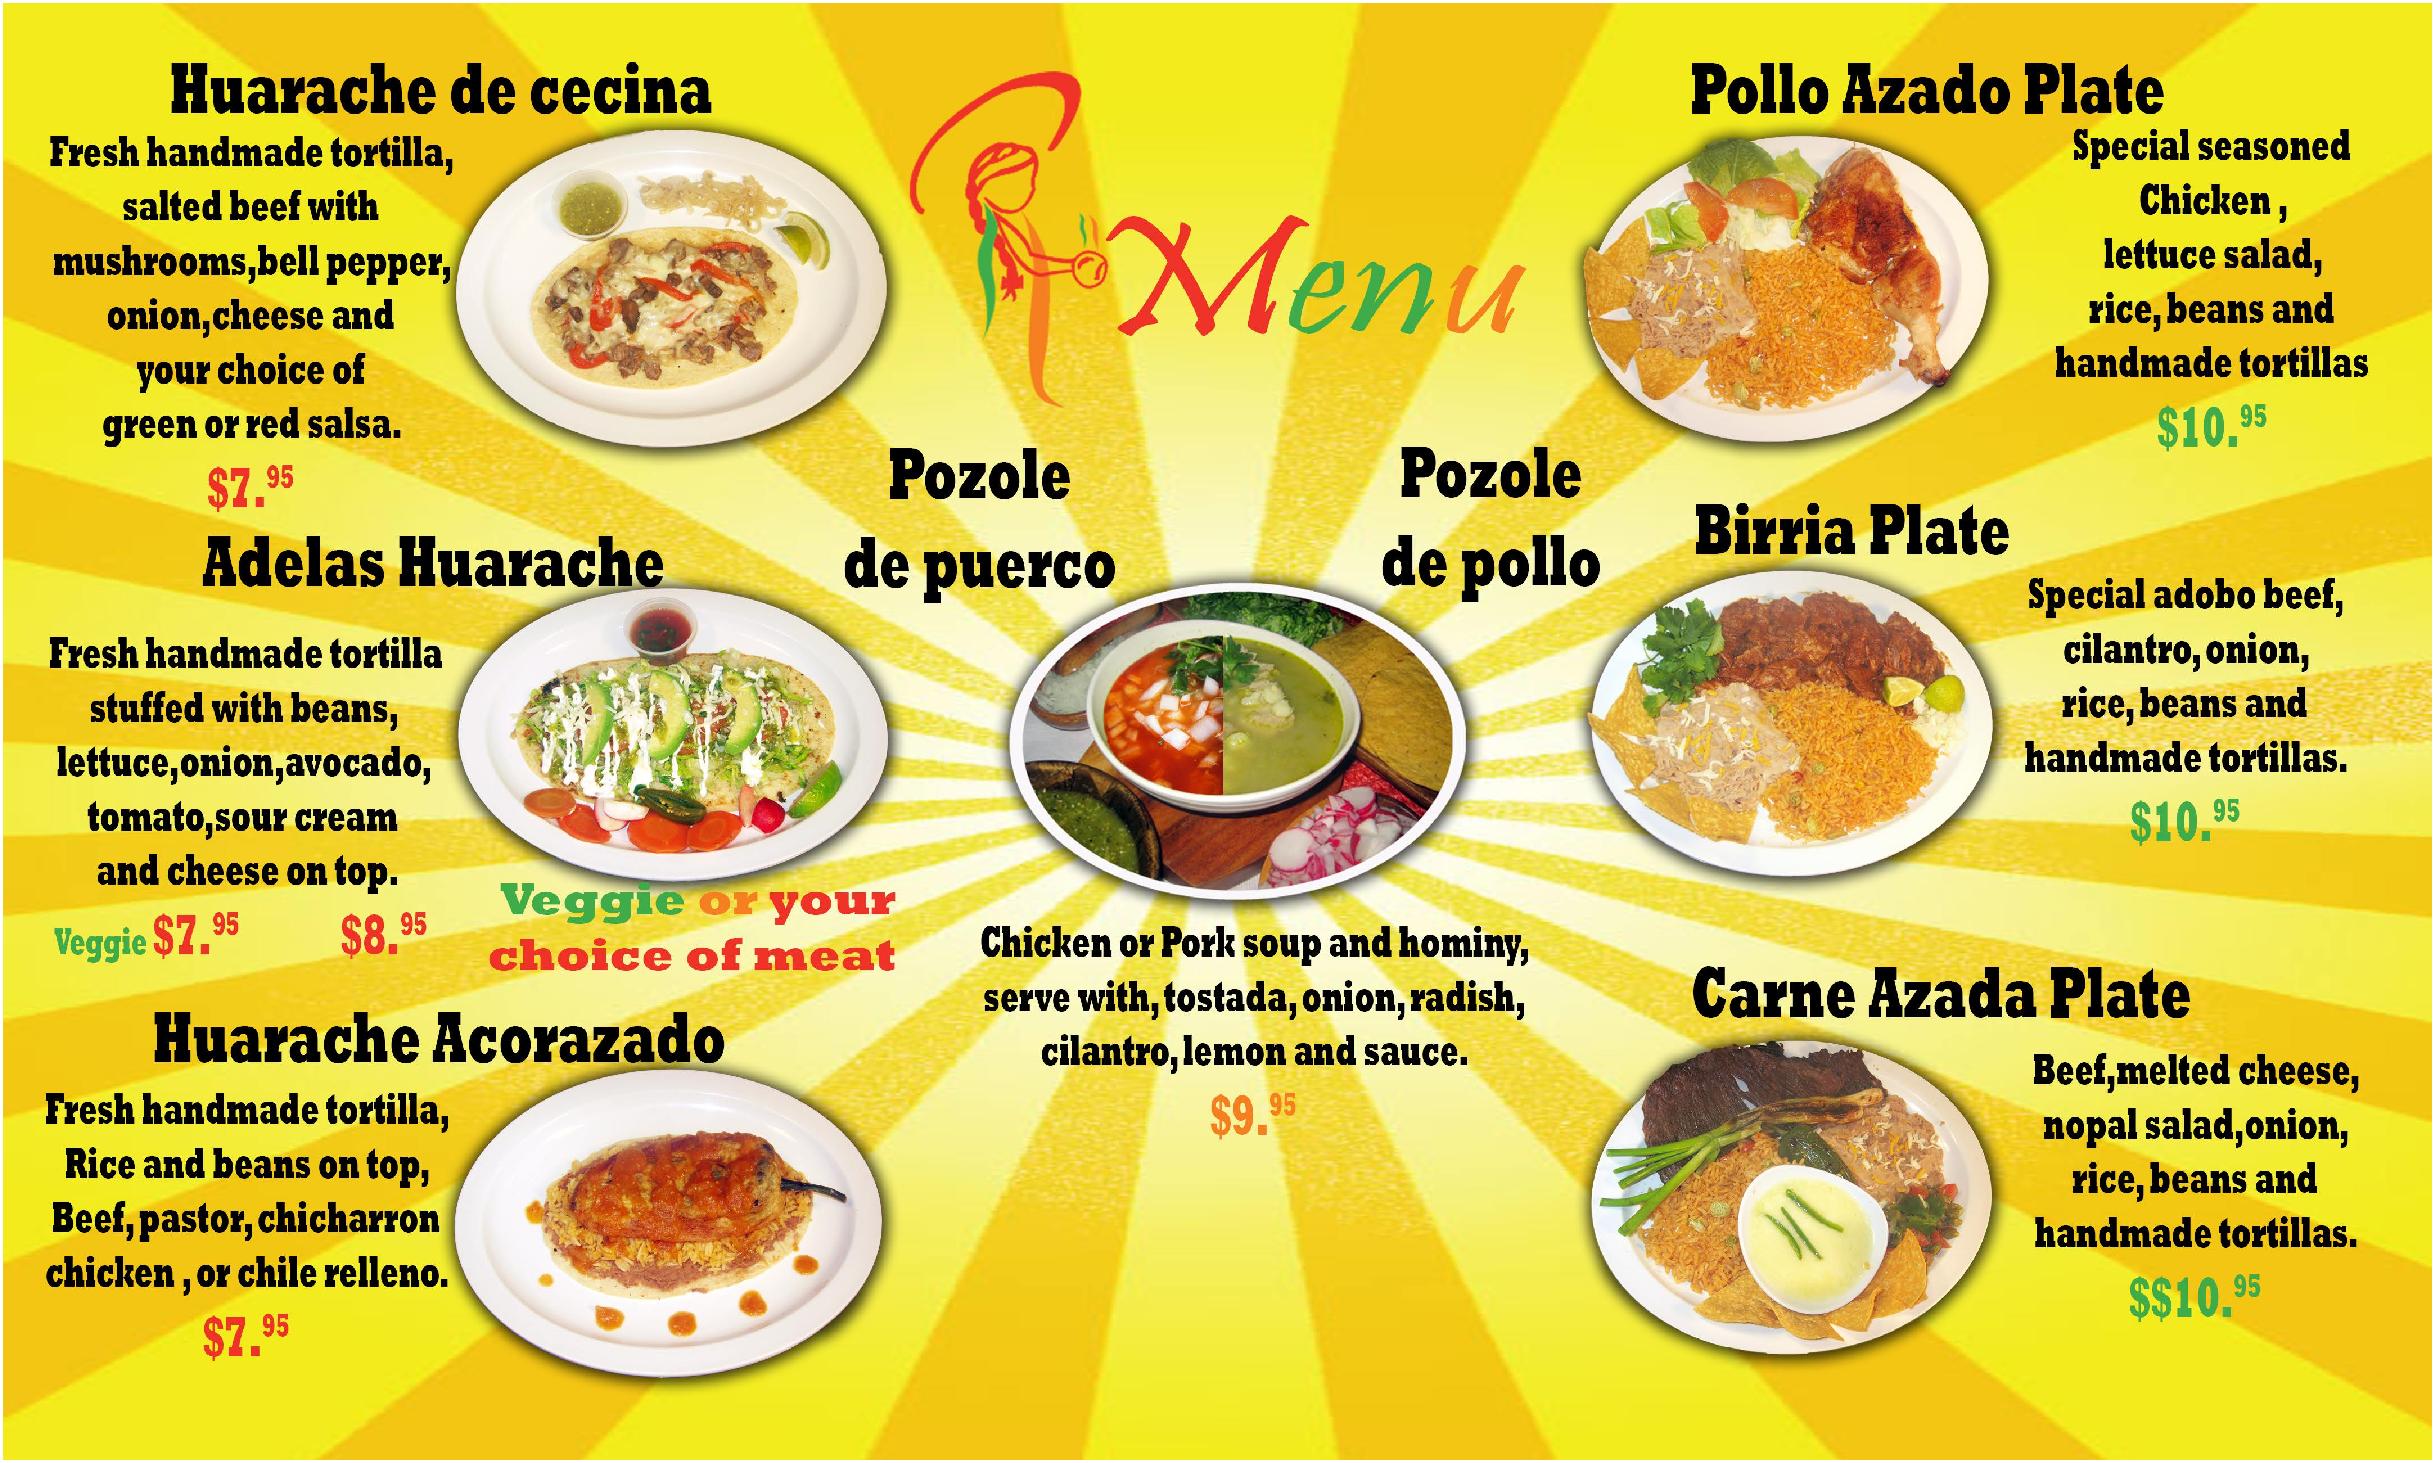 Huarache de cecina
Fresh handmade tortilla,
salted beef with
mushrooms,bell pepper,
onion,cheese and
your choice of
green or red salsa.
$7.95
Adelas Huarache
Fresh handmade tortilla
stuffed with beans,
lettuce,onion,avocado,
tomato,sour cream
and cheese on top.
Veggie $7.95 $8.95
Veggie or your
choice of meat
Huarache Acorazado
Fresh handmade tortilla,
Rice and beans on top,
Beef, pastor, chicharron
chicken , or chile relleno.
$7.95
Menu
Pozole
de puerco
Pozole
de pollo
Chicken or Pork soup and hominy,
serve with, tostada, onion, radish,
cilantro, lemon and sauce.
$9.95
Pollo Azado Plate
Special seasoned
Chicken ,
lettuce salad,
rice, beans and
handmade tortillas
$10.95
Birria Plate
Special adobo beef,
cilantro, onion,
rice, beans and
handmade tortillas.
$10.95
Carne Azada Plate
Beef,melted cheese,
nopal salad,onion,
rice, beans and
handmade tortillas.
$$10.95